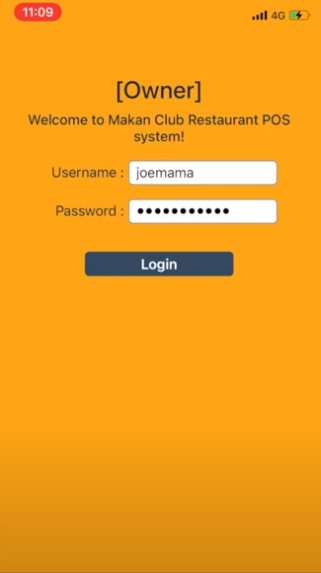 11:09
4G
[Owner]
Welcome to Makan Club Restaurant POS
system!
Username : joemama
Password : •••••••••••
Login